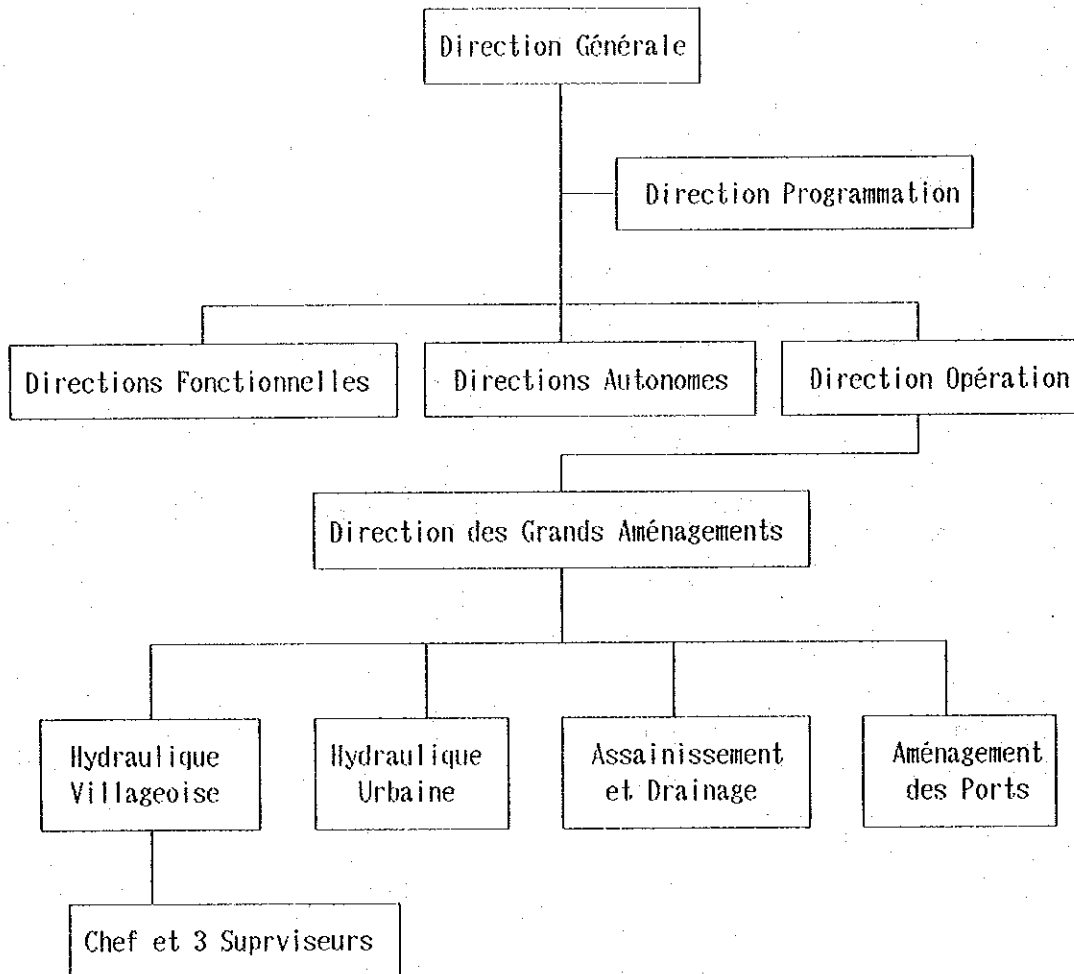 Direction Générale
Direction Programmation
Directions Fonctionnelles
Directions Autonomes
Direction Opération
Direction des Grands Aménagements
Hydraulique
Villageoise
Hydraulique
Urbaine
Assainissement
et Drainage
Aménagement
des Ports
Chef et 3 Suprviseurs